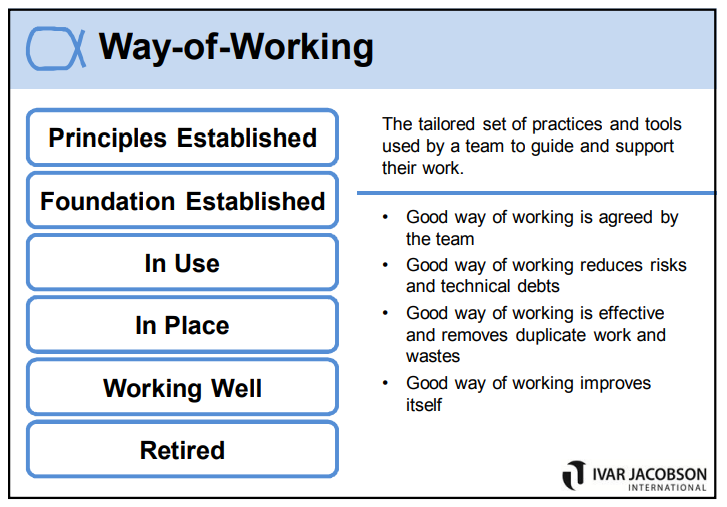 Way-of-Working
Principles Established
Foundation Established
In Use
In Place
Working Well
Retired
The tailored set of practices and tools
used by a team to guide and support
their work.
• Good way of working is agreed by
the team
• Good way of working reduces risks
and technical debts
• Good way of working is effective
and removes duplicate work and
wastes
• Good way of working improves
itself
IVAR JACOBSON
INTERNATIONAL